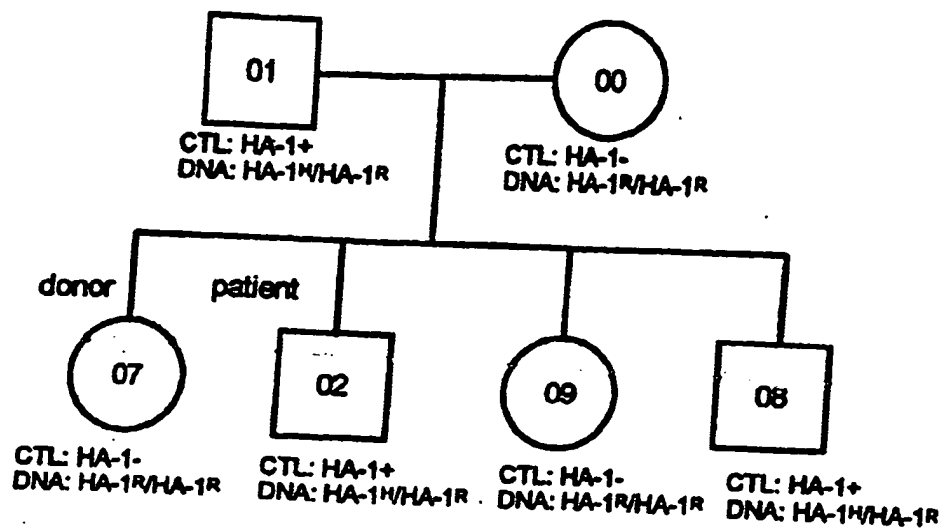 01
00
CTL: HA-1+
DNA: HA-1H/HA-1R
CTL: HA-1-
DNA: HA-1R/HA-1R
donor
patient
07
02
09
08
CTL: HA-1-
DNA: HA-1R/HA-1R
CTL: HA-1+
DNA: HA-1H/HA-1R
CTL: HA-1-
DNA: HA-1R/HA-1R
CTL: HA-1+
DNA: HA-1H/HA-1R